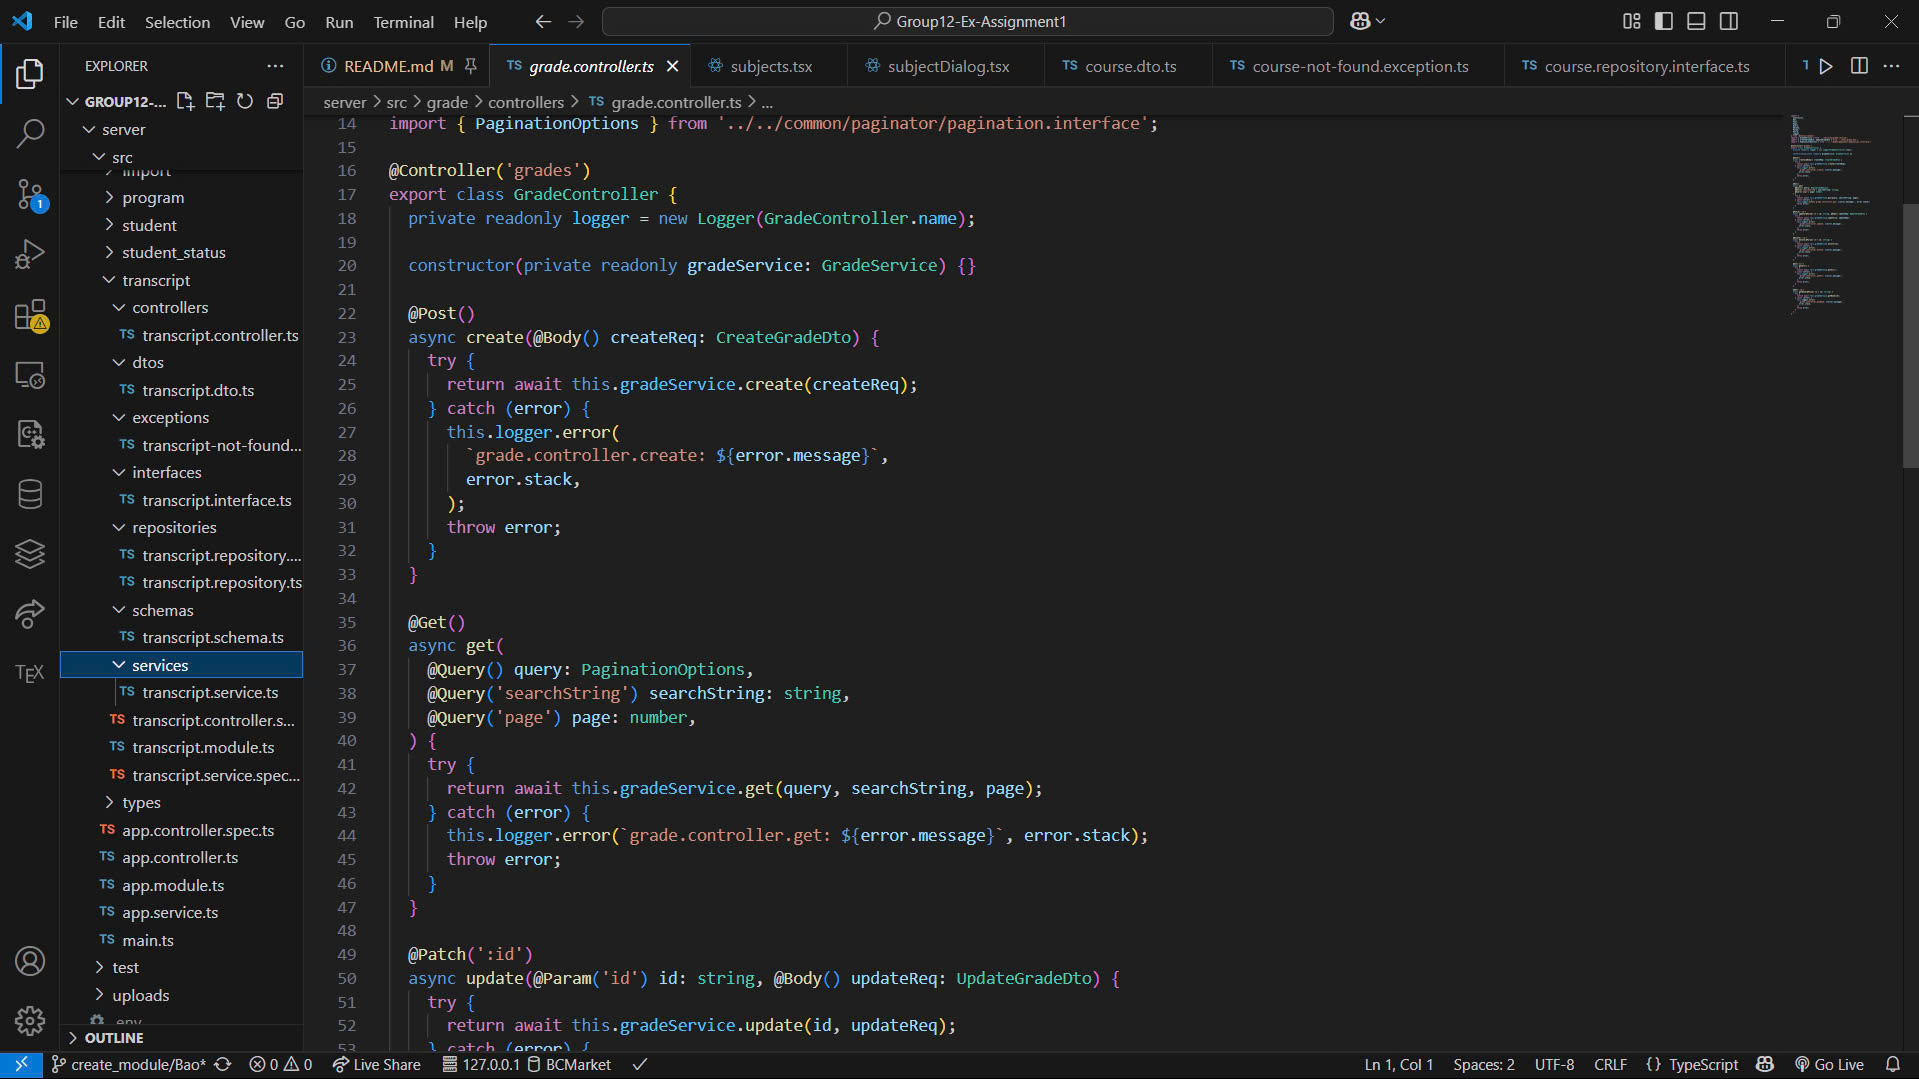 File Edit Selection View Go Run Terminal Help
Group12-Ex-Assignment1
EXPLORER
README.md M
TS grade.controller.ts
subjects.tsx
subjectDialog.tsx
TS course.dto.ts
TS course-not-found.exception.ts
TS course.repository.interface.ts
GROUP12-...
server
src
import
program
student
student_status
transcript
controllers
TS transcript.controller.ts
dtos
TS transcript.dto.ts
exceptions
TS transcript-not-found...
interfaces
TS transcript.interface.ts
repositories
TS transcript.repository....
TS transcript.repository.ts
schemas
TS transcript.schema.ts
services
TS transcript.service.ts
TS transcript.controller.s...
TS transcript.module.ts
TS transcript.service.spec...
types
TS app.controller.spec.ts
TS app.controller.ts
TS app.module.ts
TS app.service.ts
TS main.ts
test
uploads
.env
OUTLINE
1
TEX
server > src > grade > controllers > TS grade.controller.ts > ...
14 import { PaginationOptions } from '../../common/paginator/pagination.interface';
15
16 @Controller('grades')
17 export class GradeController {
18 private readonly logger = new Logger(GradeController.name);
19
20 constructor(private readonly gradeService: GradeService) {}
21
22 @Post()
23 async create(@Body() createReq: CreateGradeDto) {
24 try {
25 return await this.gradeService.create(createReq);
26 } catch (error) {
27 this.logger.error(
28 `grade.controller.create: ${error.message}`,
29 error.stack,
30 );
31 throw error;
32 }
33 }
34
35 @Get()
36 async get(
37 @Query() query: PaginationOptions,
38 @Query('searchString') searchString: string,
39 @Query('page') page: number,
40 ) {
41 try {
42 return await this.gradeService.get(query, searchString, page);
43 } catch (error) {
44 this.logger.error(`grade.controller.get: ${error.message}`, error.stack);
45 throw error;
46 }
47 }
48
49 @Patch(':id')
50 async update(@Param('id') id: string, @Body() updateReq: UpdateGradeDto) {
51 try {
52 return await this.gradeService.update(id, updateReq);
53 } catch (error) {
create_module/Bao* 0 0 Live Share 127.0.0.1 BCMarket
Ln 1, Col 1 Spaces: 2 UTF-8 CRLF {} TypeScript Go Live